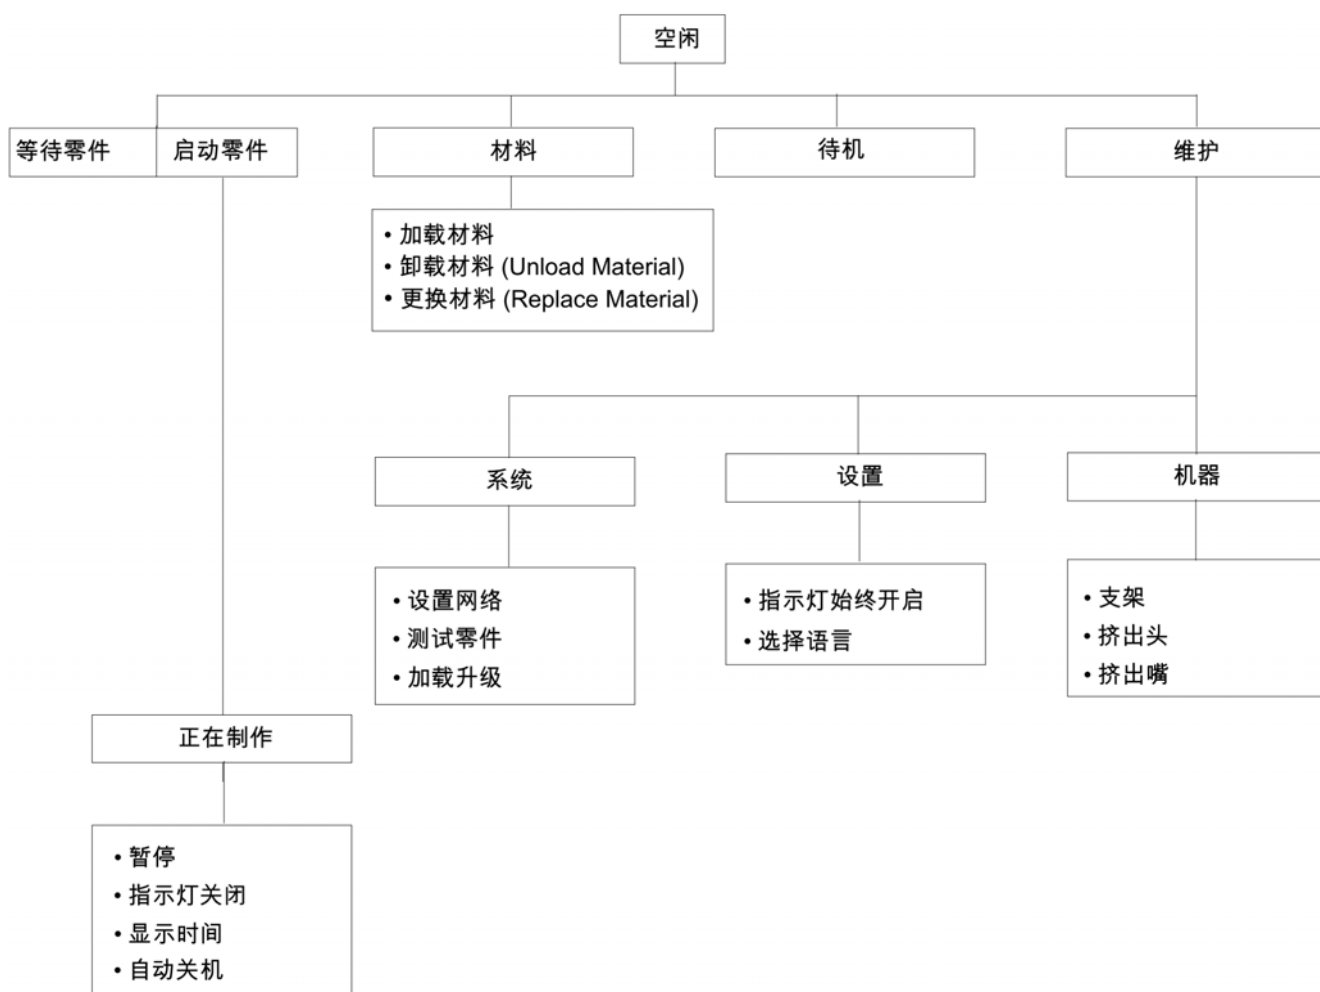 空闲
等待零件
启动零件
材料
待机
维护
• 加载材料
• 卸载材料 (Unload Material)
• 更换材料 (Replace Material)
系统
设置
机器
• 设置网络
• 测试零件
• 加载升级
• 指示灯始终开启
• 选择语言
• 支架
• 挤出头
• 挤出嘴
正在制作
• 暂停
• 指示灯关闭
• 显示时间
• 自动关机